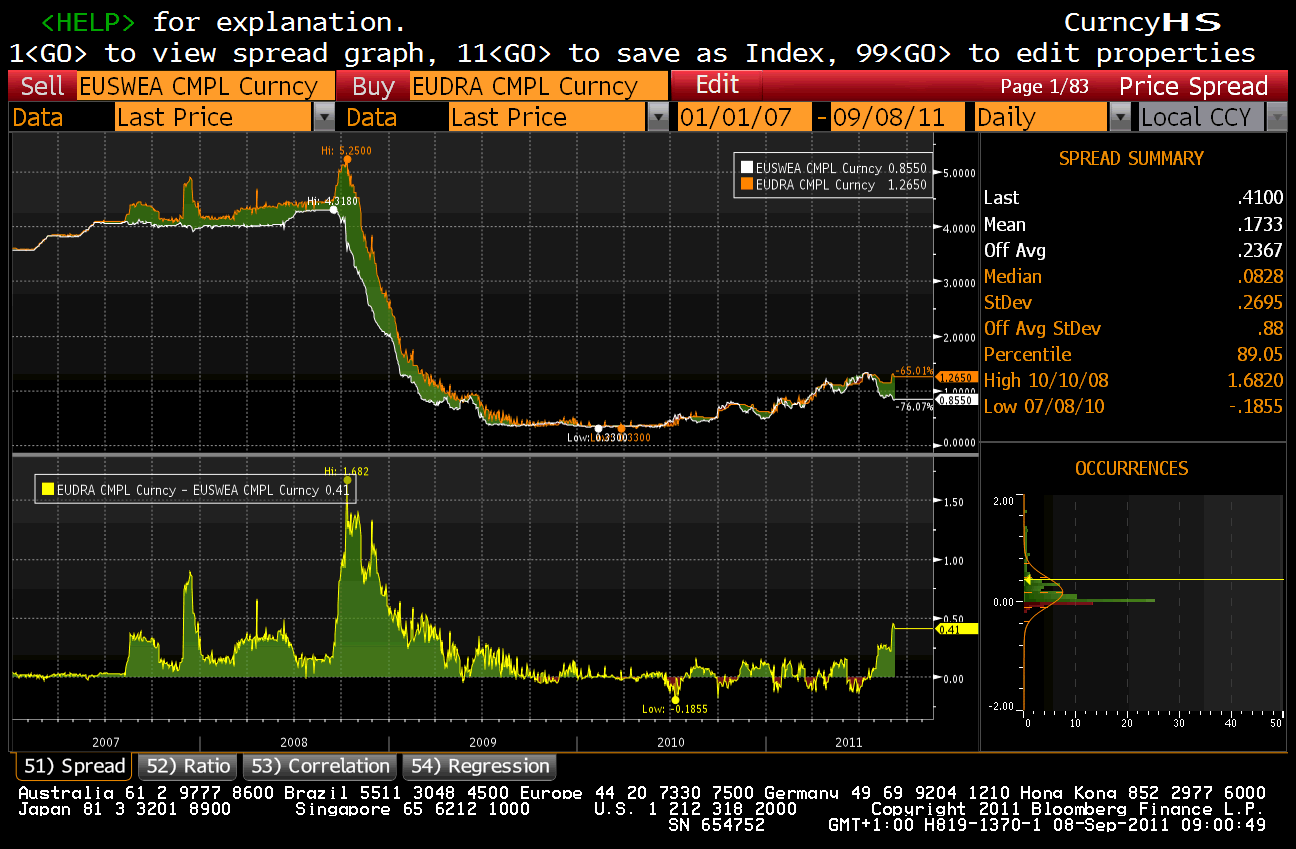 <HELP> for explanation. CurncyHS
1<GO> to view spread graph, 11<GO> to save as Index, 99<GO> to edit properties
Sell EUSWEA CMPL Curncy Buy EUDRA CMPL Curncy Edit Page 1/83 Price Spread
Data Last Price Data Last Price 01/01/07 - 09/08/11 Daily Local CCY
Hi: 5.2500
EUSWEA CMPL Curncy 0.8550
EUDRA CMPL Curncy 1.2650
Hi: 4.3180
5.0000
4.0000
3.0000
2.0000
-65.01%
1.2650
1.0000
0.8550
-76.07%
Low: 0.3300
0.3300
0.0000
SPREAD SUMMARY
Last .4100
Mean .1733
Off Avg .2367
Median .0828
StDev .2695
Off Avg StDev .88
Percentile 89.05
High 10/10/08 1.6820
Low 07/08/10 -.1855
Hi: 1.682
EUDRA CMPL Curncy - EUSWEA CMPL Curncy 0.41
1.50
1.00
0.50
0.41
0.00
Low: -0.1855
2007 2008 2009 2010 2011
OCCURRENCES
2.00
0.00
-2.00
0 10 20 30 40 50
51) Spread 52) Ratio 53) Correlation 54) Regression
Australia 61 2 9777 8600 Brazil 5511 3048 4500 Europe 44 20 7330 7500 Germany 49 69 9204 1210 Hong Kong 852 2977 6000
Japan 81 3 3201 8900 Singapore 65 6212 1000 U.S. 1 212 318 2000 Copyright 2011 Bloomberg Finance L.P.
SN 654752 GMT+1:00 H819-1370-1 08-Sep-2011 09:00:49